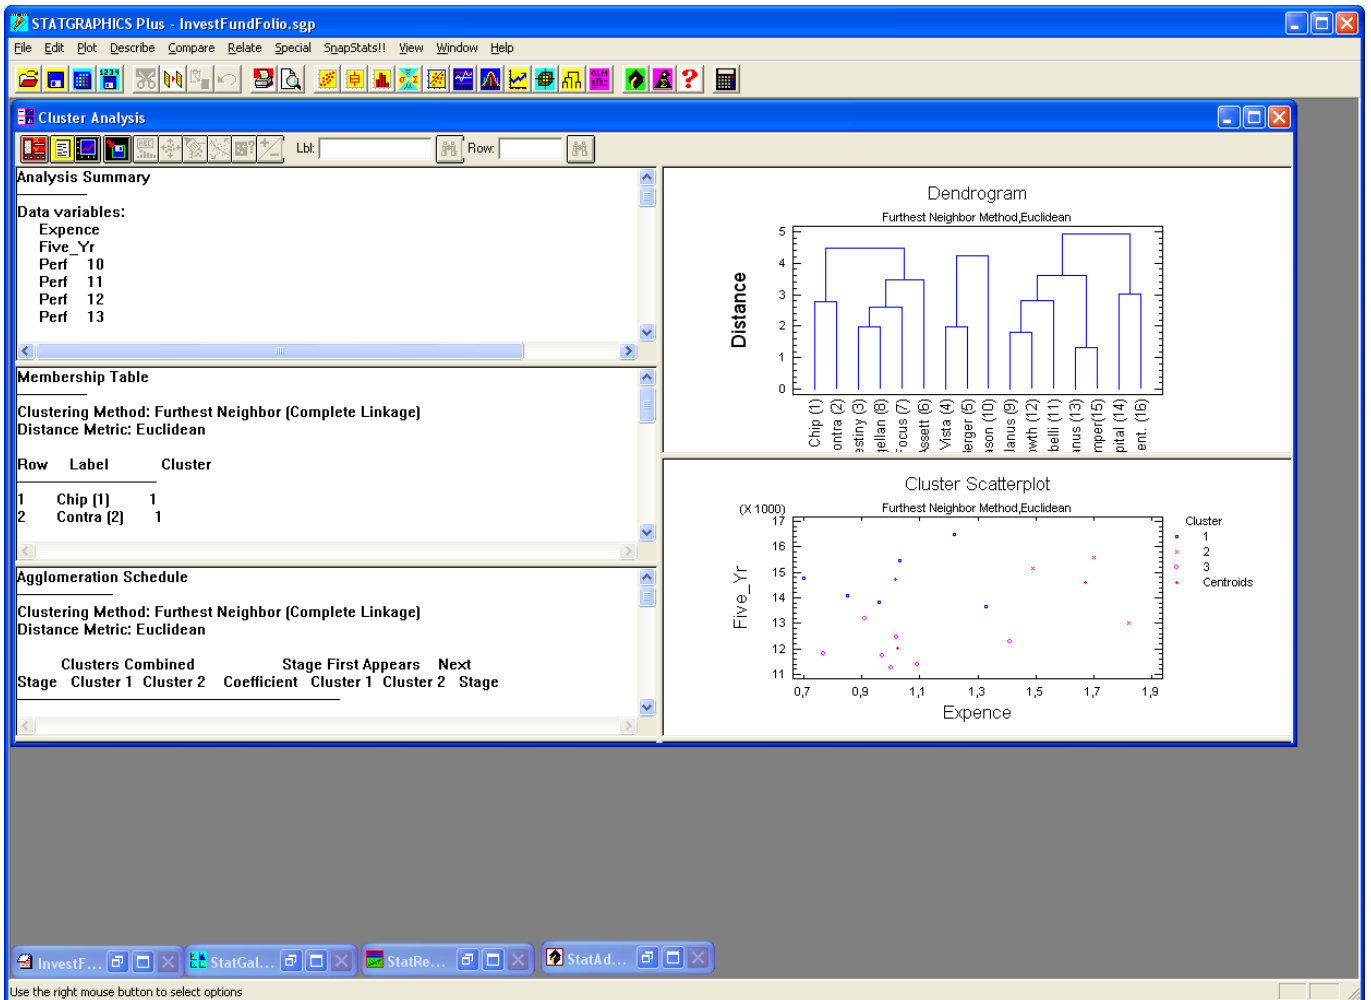 STATGRAPHICS Plus - InvestFundFolio.sgp
File Edit Plot Describe Compare Relate Special SnapStats!! View Window Help
Cluster Analysis
Lbl: Row:
Analysis Summary
Data variables:
Expence
Five_Yr
Perf 10
Perf 11
Perf 12
Perf 13
Membership Table
Clustering Method: Furthest Neighbor (Complete Linkage)
Distance Metric: Euclidean
Row Label Cluster
1 Chip (1) 1
2 Contra (2) 1
Agglomeration Schedule
Clustering Method: Furthest Neighbor (Complete Linkage)
Distance Metric: Euclidean
Clusters Combined Stage First Appears Next
Stage Cluster 1 Cluster 2 Coefficient Cluster 1 Cluster 2 Stage
Dendrogram
Furthest Neighbor Method,Euclidean
Distance
5
4
3
2
1
0
Chip (1)
ontra (2)
estiny (3)
gellan (8)
Focus (7)
Assett (6)
Vista (4)
Berger (5)
ason (10)
Janus (9)
owth (12)
belli (11)
anus (13)
mper(15)
pital (14)
ent. (16)
Cluster Scatterplot
Furthest Neighbor Method,Euclidean
(X 1000)
Five_Yr
17
16
15
14
13
12
11
0,7 0,9 1,1 1,3 1,5 1,7 1,9
Expence
Cluster
1
2
3
Centroids
InvestF...
StatGal...
StatRe...
StatAd...
Use the right mouse button to select options